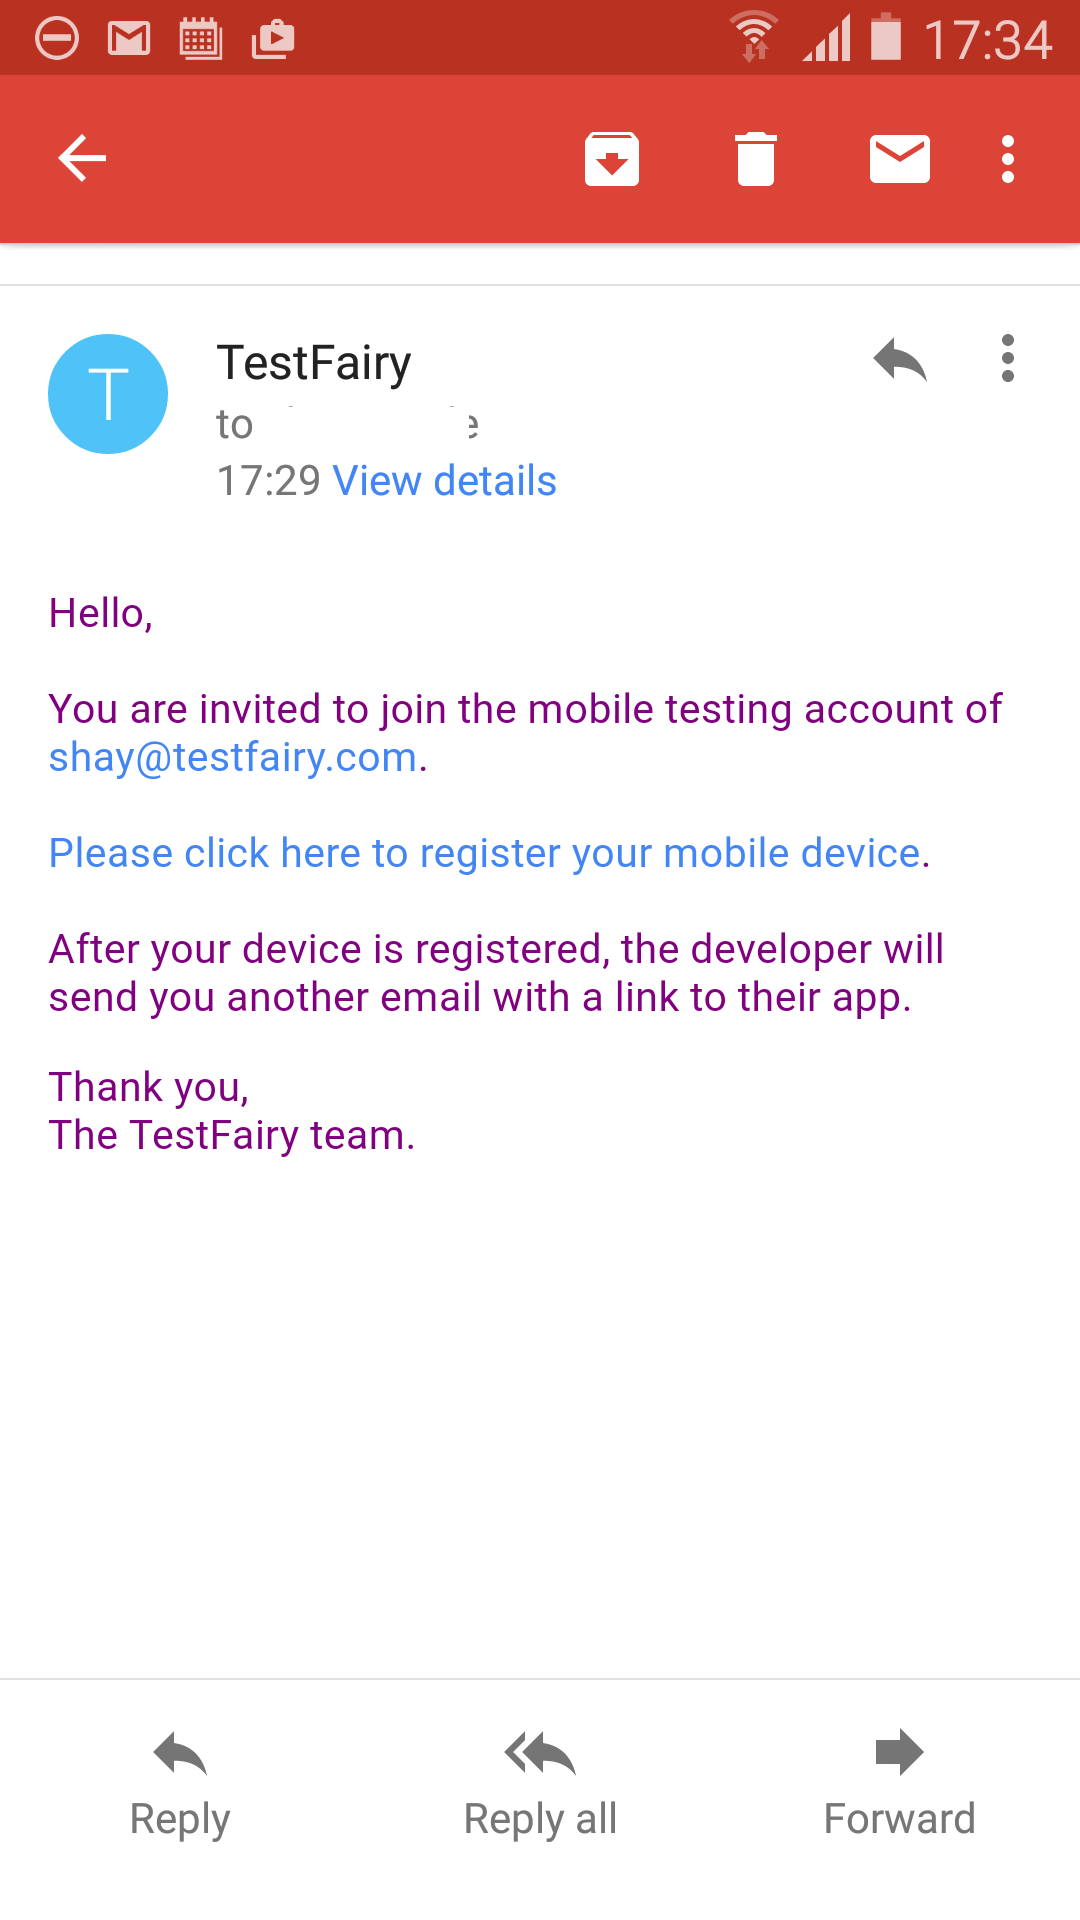 17:34
T
TestFairy
to
17:29 View details
Hello,
You are invited to join the mobile testing account of
shay@testfairy.com.
Please click here to register your mobile device.
After your device is registered, the developer will
send you another email with a link to their app.
Thank you,
The TestFairy team.
Reply
Reply all
Forward